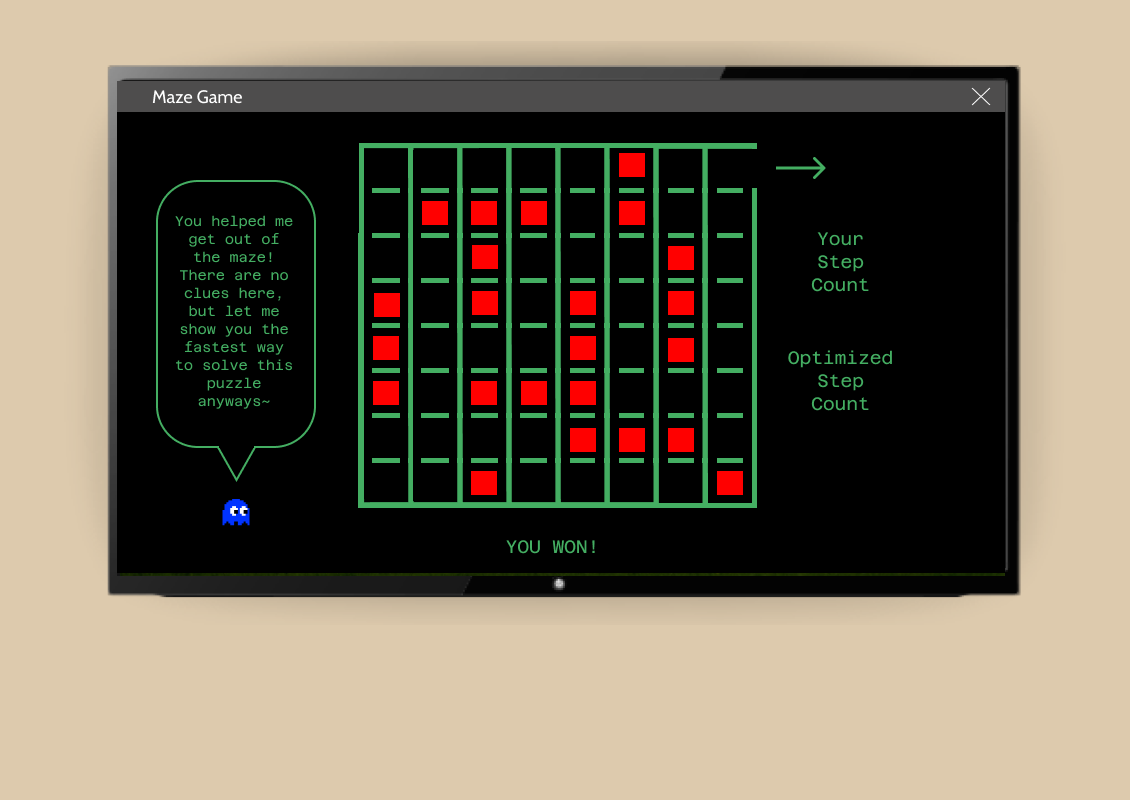 Maze Game
You helped me
get out of
the maze!
There are no
clues here,
but let me
show you the
fastest way
to solve this
puzzle
anyways~
Your
Step
Count
Optimized
Step
Count
YOU WON!